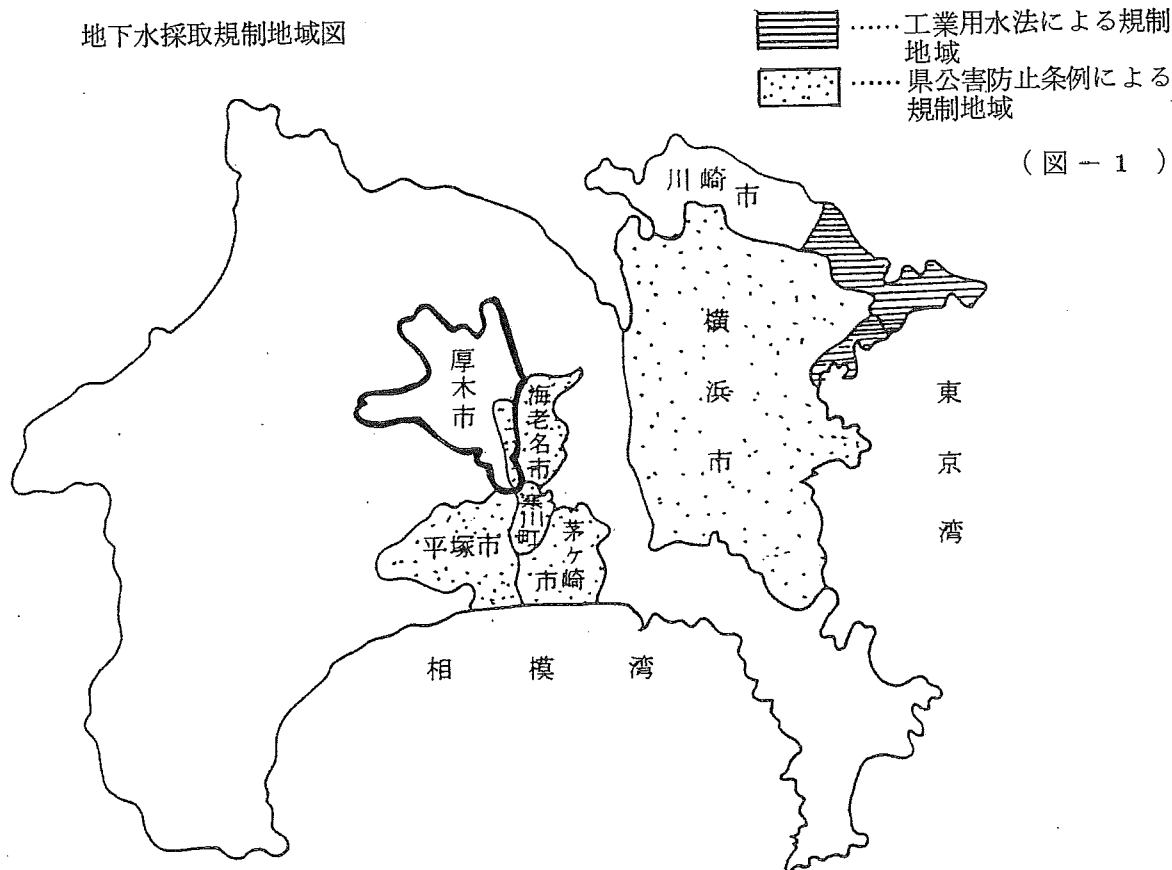 地下水採取規制地域図
……工業用水法による規制
地域
……県公害防止条例による
規制地域
(図－1)
川崎市
横浜市
厚木市
海老名市
寒川町
平塚市
茅ヶ崎市
東京湾
相模湾